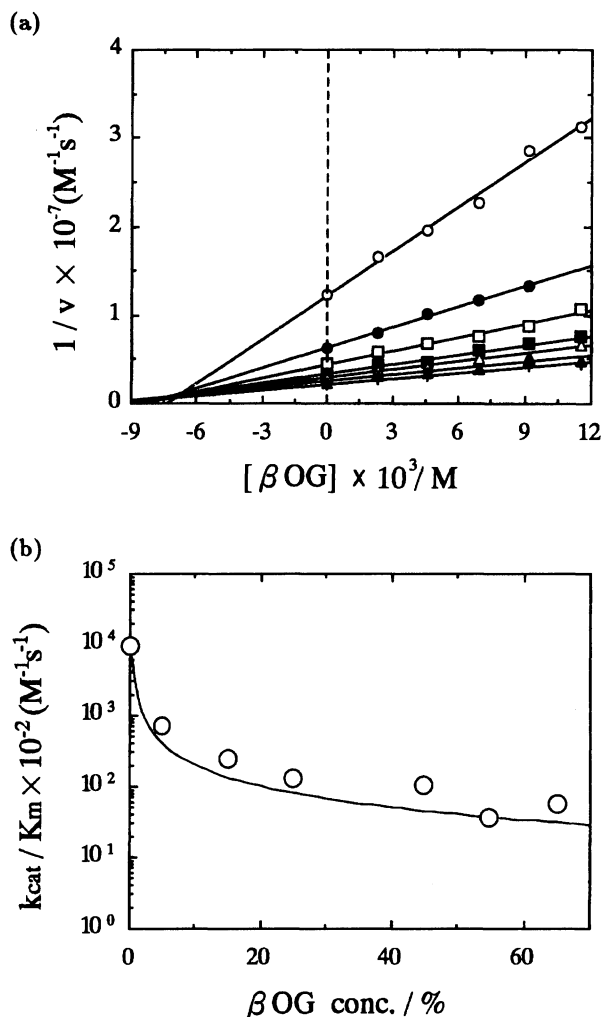 (a)
4
3
2
1
0
1 / v × 10⁻⁷ (M⁻¹s⁻¹)
-9 -6 -3 0 3 6 9 12
[ β OG ] × 10³/ M
(b)
10⁵
10⁴
10³
10²
10¹
10⁰
kcat / Km × 10⁻² (M⁻¹s⁻¹)
0 20 40 60
β OG conc. / %